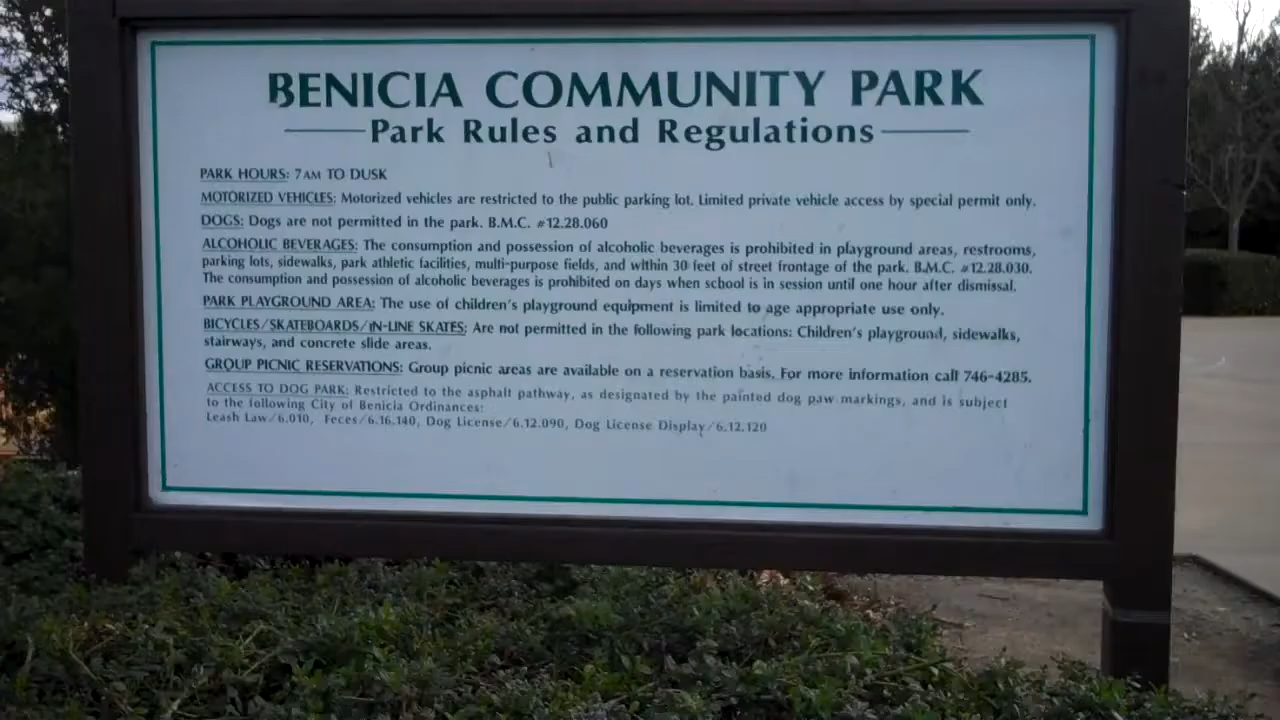 BENICIA COMMUNITY PARK
Park Rules and Regulations
PARK HOURS: 7AM TO DUSK
MOTORIZED VEHICLES: Motorized vehicles are restricted to the public parking lot. Limited private vehicle access by special permit only.
DOGS: Dogs are not permitted in the park. B.M.C. #12.28.060
ALCOHOLIC BEVERAGES: The consumption and possession of alcoholic beverages is prohibited in playground areas, restrooms,
parking lots, sidewalks, park athletic facilities, multi-purpose fields, and within 30 feet of street frontage of the park. B.M.C. #12.28.030.
The consumption and possession of alcoholic beverages is prohibited on days when school is in session until one hour after dismissal.
PARK PLAYGROUND AREA: The use of children's playground equipment is limited to age appropriate use only.
BICYCLES/SKATEBOARDS/IN-LINE SKATES: Are not permitted in the following park locations: Children's playground, sidewalks,
stairways, and concrete slide areas.
GROUP PICNIC RESERVATIONS: Group picnic areas are available on a reservation basis. For more information call 746-4285.
ACCESS TO DOG PARK: Restricted to the asphalt pathway, as designated by the painted dog paw markings, and is subject
to the following City of Benicia Ordinances:
Leash Law/6.010, Feces/6.16.140, Dog License/6.12.090, Dog License Display/6.12.120